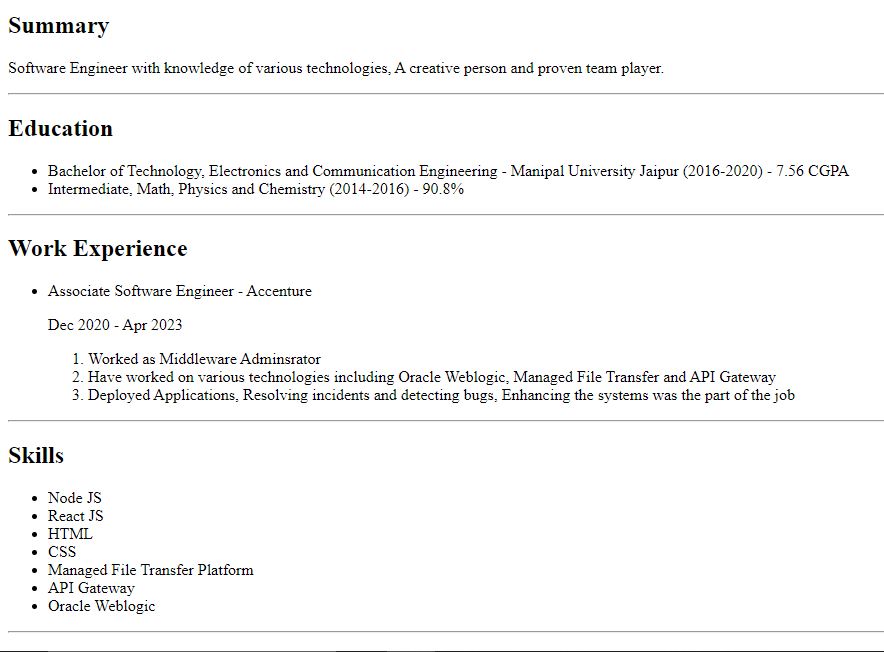 Summary
Software Engineer with knowledge of various technologies, A creative person and proven team player.
Education
• Bachelor of Technology, Electronics and Communication Engineering - Manipal University Jaipur (2016-2020) - 7.56 CGPA
• Intermediate, Math, Physics and Chemistry (2014-2016) - 90.8%
Work Experience
• Associate Software Engineer - Accenture
Dec 2020 - Apr 2023
1. Worked as Middleware Adminsrator
2. Have worked on various technologies including Oracle Weblogic, Managed File Transfer and API Gateway
3. Deployed Applications, Resolving incidents and detecting bugs, Enhancing the systems was the part of the job
Skills
• Node JS
• React JS
• HTML
• CSS
• Managed File Transfer Platform
• API Gateway
• Oracle Weblogic